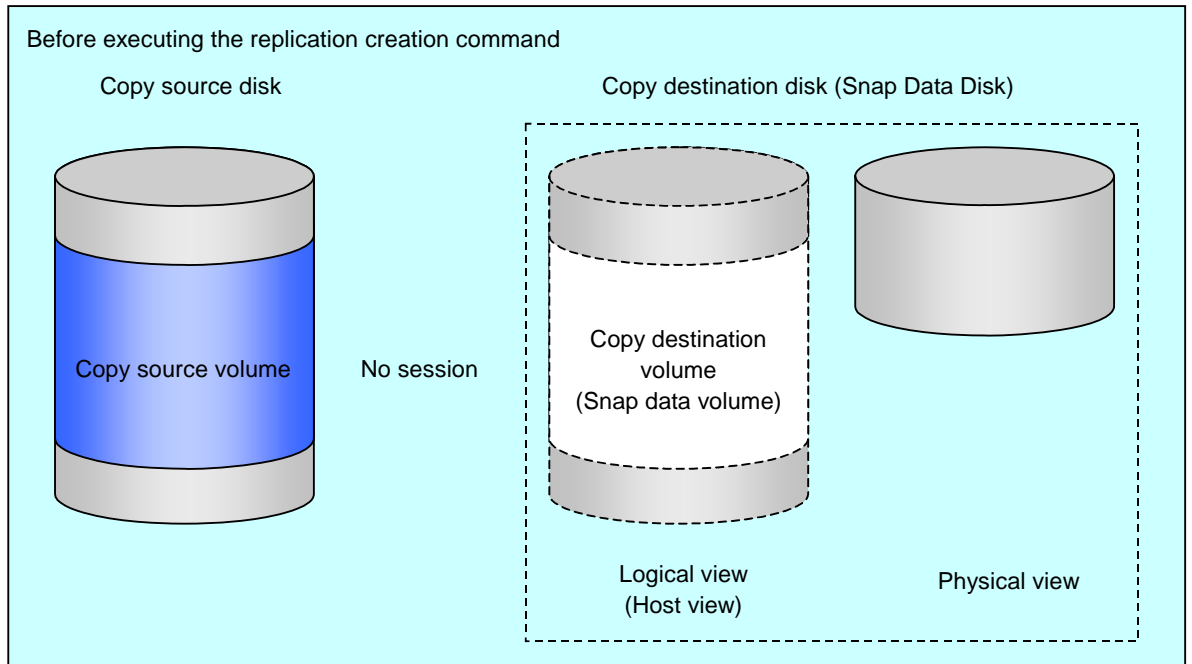 Before executing the replication creation command
Copy source disk
Copy destination disk (Snap Data Disk)
Copy source volume
No session
Copy destination
volume
(Snap data volume)
Logical view
(Host view)
Physical view